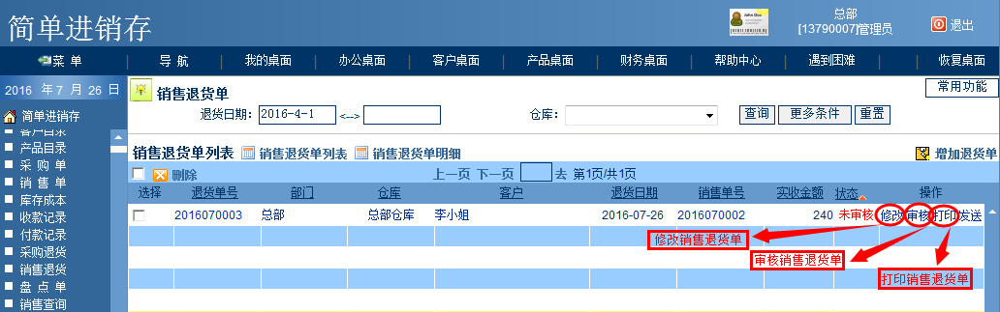 简单进销存
John Doe
总部
[13790007]管理员
退出
菜 单 导 航 我的桌面 办公桌面 客户桌面 产品桌面 财务桌面 帮助中心 遇到困难 恢复桌面
2016 年 7 月 26 日
简单进销存
客户目录
产品目录
采 购 单
销 售 单
库存成本
收款记录
付款记录
采购退货
销售退货
盘 点 单
销售查询
销售退货单
常用功能
退货日期: 2016-4-1 <--> 仓库: 查询 更多条件 重置
销售退货单列表 销售退货单列表 销售退货单明细 增加退货单
删除 上一页 下一页 去 第1页/共1页
选择 退货单号 部门 仓库 客户 退货日期 销售单号 实收金额 状态 操作
2016070003 总部 总部仓库 李小姐 2016-07-26 2016070002 240 未审核 修改 审核 打印 发送
修改销售退货单
审核销售退货单
打印销售退货单